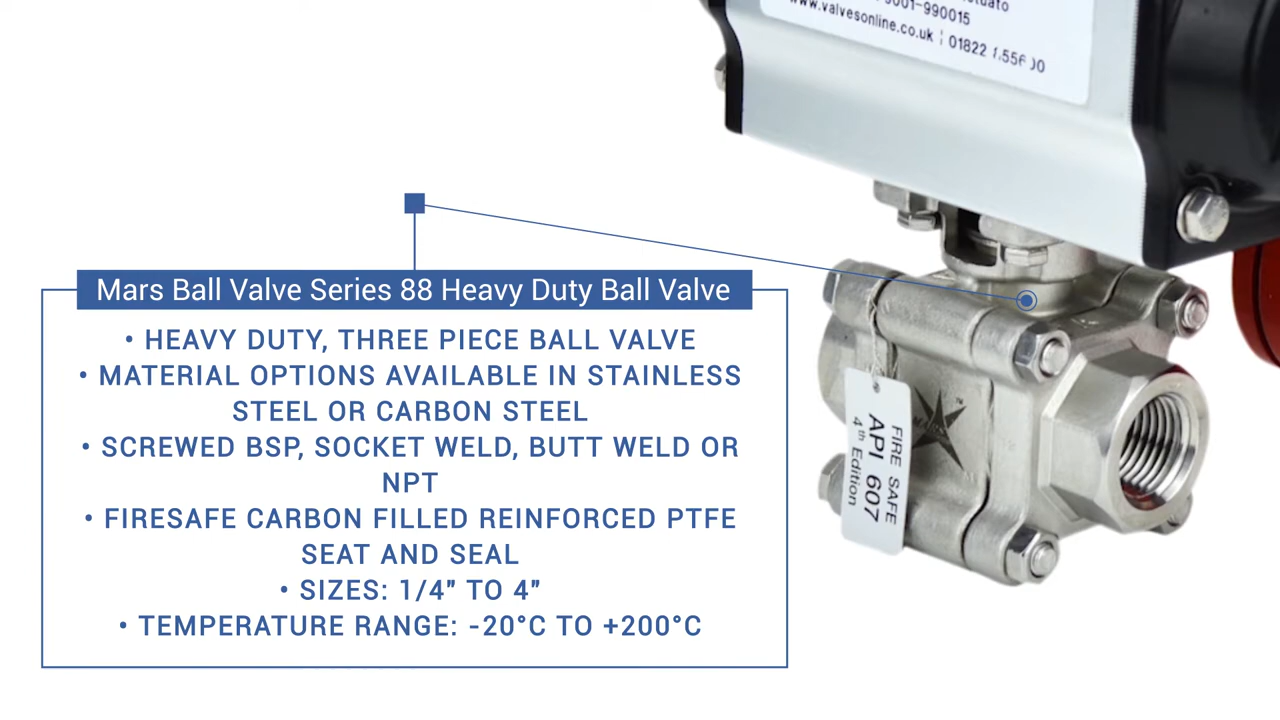 9001-990015
www.valvesonline.co.uk ¦ 01822
Mars Ball Valve Series 88 Heavy Duty Ball Valve
• HEAVY DUTY, THREE PIECE BALL VALVE
• MATERIAL OPTIONS AVAILABLE IN STAINLESS
STEEL OR CARBON STEEL
• SCREWED BSP, SOCKET WELD, BUTT WELD OR
NPT
• FIRESAFE CARBON FILLED REINFORCED PTFE
SEAT AND SEAL
• SIZES: 1/4" TO 4"
• TEMPERATURE RANGE: -20°C TO +200°C
FIRE SAFE
API 607
4th Edition